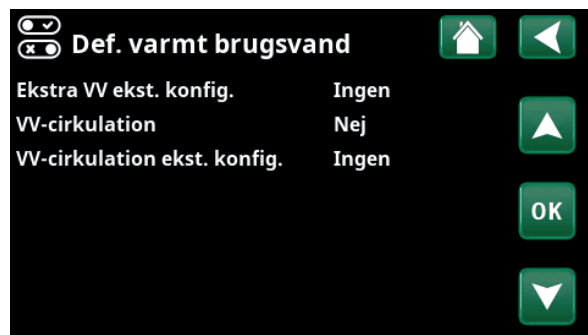 Def. varmt brugsvand
Ekstra VV ekst. konfig. Ingen
VV-cirkulation Nej
VV-cirkulation ekst. konfig. Ingen
OK